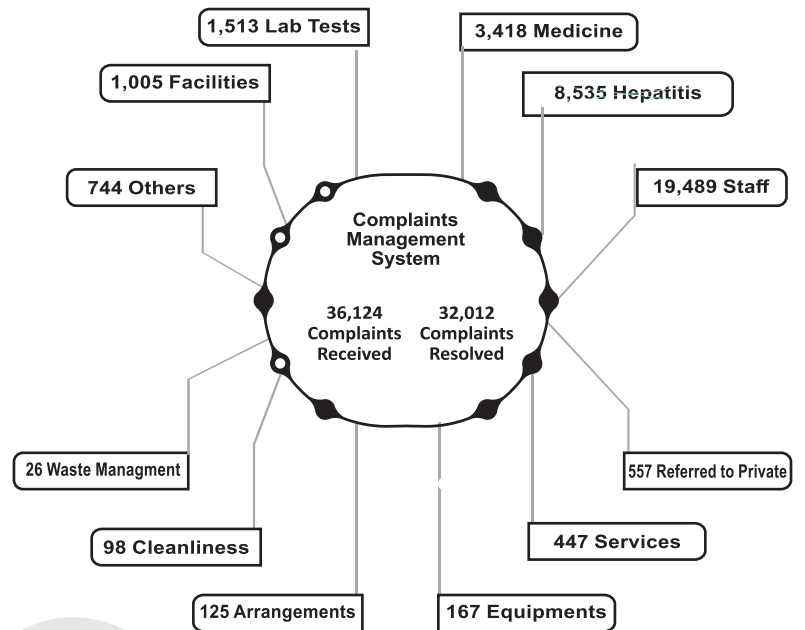 1,513 Lab Tests
3,418 Medicine
1,005 Facilities
8,535 Hepatitis
744 Others
19,489 Staff
Complaints
Management
System
36,124
Complaints
Received
32,012
Complaints
Resolved
26 Waste Managment
557 Referred to Private
98 Cleanliness
447 Services
125 Arrangements
167 Equipments